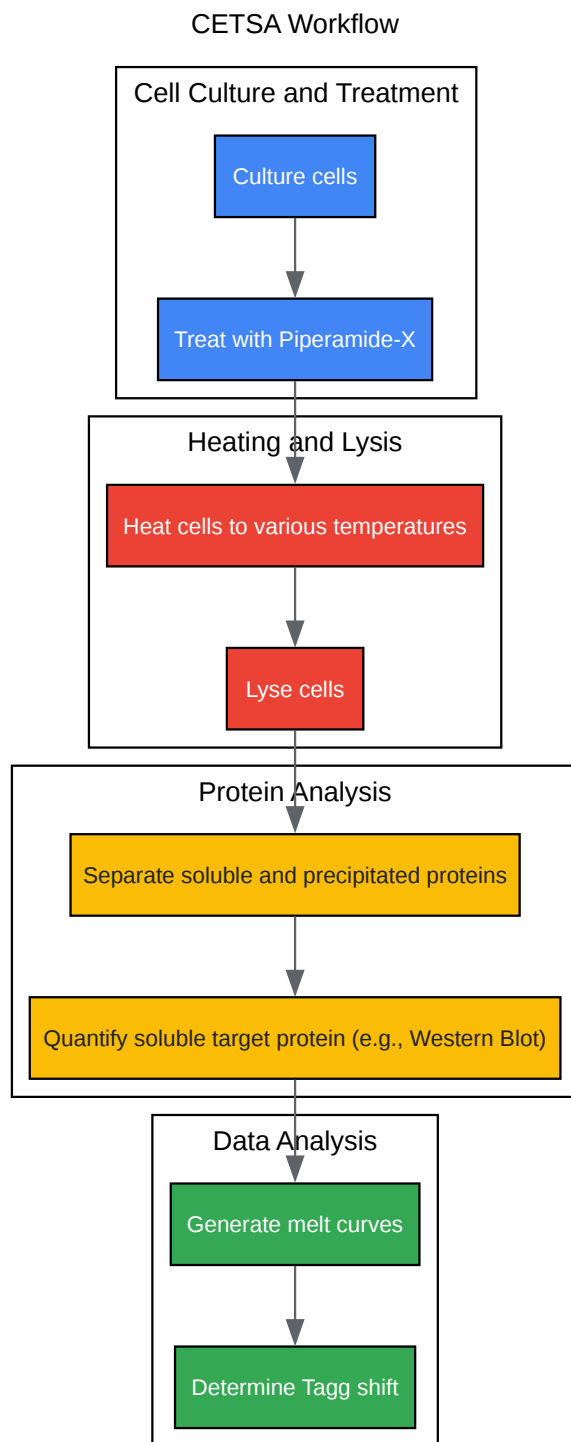 CETSA Workflow
Cell Culture and Treatment
Culture cells
Treat with Piperamide-X
Heating and Lysis
Heat cells to various temperatures
Lyse cells
Protein Analysis
Separate soluble and precipitated proteins
Quantify soluble target protein (e.g., Western Blot)
Data Analysis
Generate melt curves
Determine Tagg shift